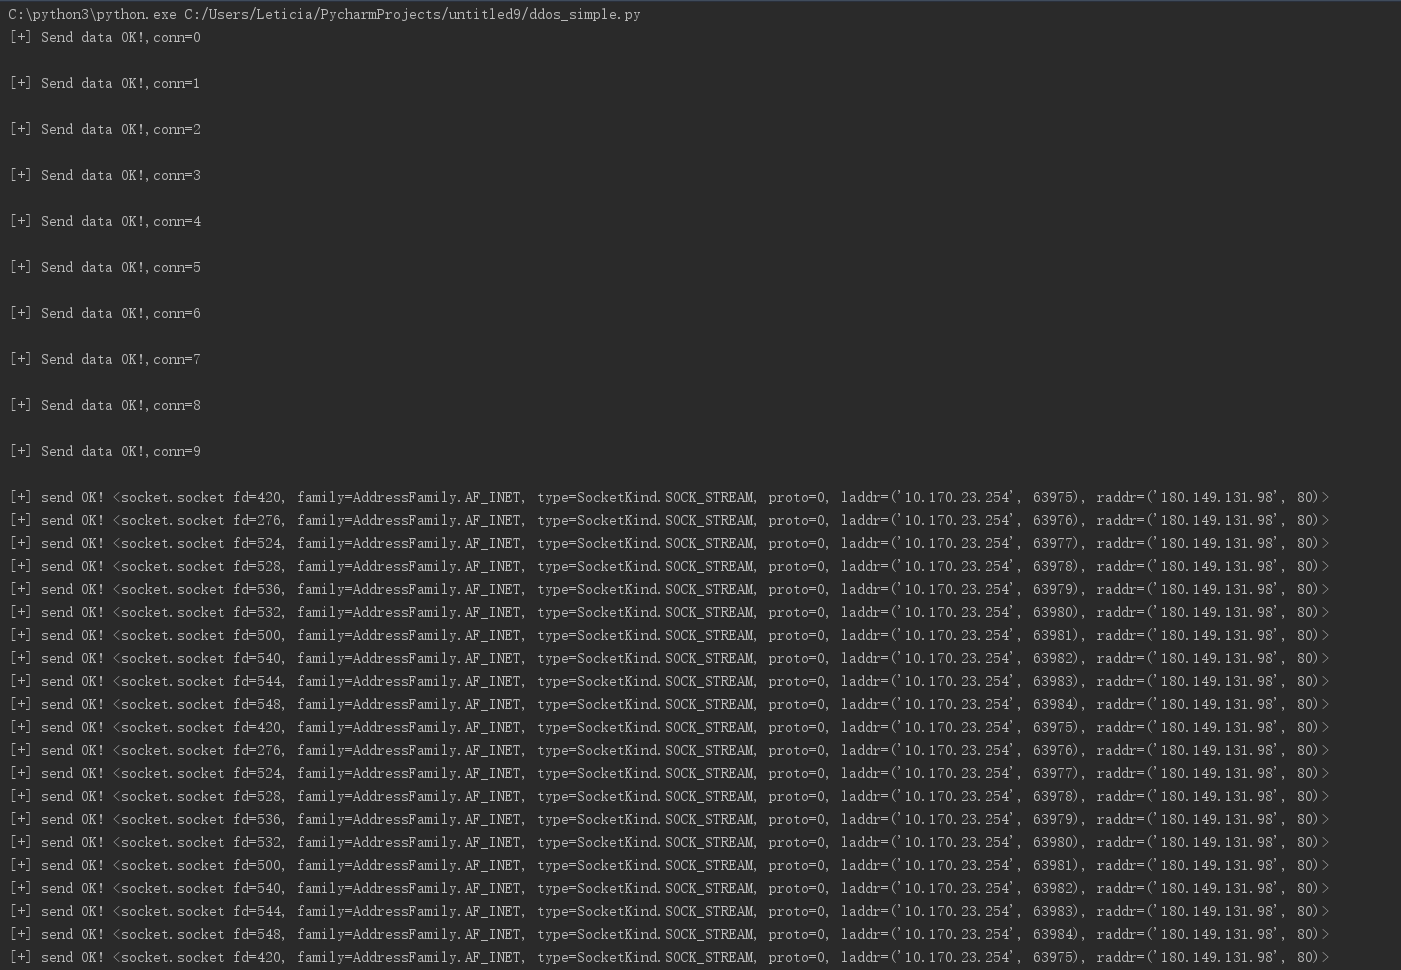 C:\python3\python.exe C:/Users/Leticia/PycharmProjects/untitled9/ddos_simple.py
[+] Send data OK!,conn=0
[+] Send data OK!,conn=1
[+] Send data OK!,conn=2
[+] Send data OK!,conn=3
[+] Send data OK!,conn=4
[+] Send data OK!,conn=5
[+] Send data OK!,conn=6
[+] Send data OK!,conn=7
[+] Send data OK!,conn=8
[+] Send data OK!,conn=9
[+] send OK! <socket.socket fd=420, family=AddressFamily.AF_INET, type=SocketKind.SOCK_STREAM, proto=0, laddr=('10.170.23.254', 63975), raddr=('180.149.131.98', 80)>
[+] send OK! <socket.socket fd=276, family=AddressFamily.AF_INET, type=SocketKind.SOCK_STREAM, proto=0, laddr=('10.170.23.254', 63976), raddr=('180.149.131.98', 80)>
[+] send OK! <socket.socket fd=524, family=AddressFamily.AF_INET, type=SocketKind.SOCK_STREAM, proto=0, laddr=('10.170.23.254', 63977), raddr=('180.149.131.98', 80)>
[+] send OK! <socket.socket fd=528, family=AddressFamily.AF_INET, type=SocketKind.SOCK_STREAM, proto=0, laddr=('10.170.23.254', 63978), raddr=('180.149.131.98', 80)>
[+] send OK! <socket.socket fd=536, family=AddressFamily.AF_INET, type=SocketKind.SOCK_STREAM, proto=0, laddr=('10.170.23.254', 63979), raddr=('180.149.131.98', 80)>
[+] send OK! <socket.socket fd=532, family=AddressFamily.AF_INET, type=SocketKind.SOCK_STREAM, proto=0, laddr=('10.170.23.254', 63980), raddr=('180.149.131.98', 80)>
[+] send OK! <socket.socket fd=500, family=AddressFamily.AF_INET, type=SocketKind.SOCK_STREAM, proto=0, laddr=('10.170.23.254', 63981), raddr=('180.149.131.98', 80)>
[+] send OK! <socket.socket fd=540, family=AddressFamily.AF_INET, type=SocketKind.SOCK_STREAM, proto=0, laddr=('10.170.23.254', 63982), raddr=('180.149.131.98', 80)>
[+] send OK! <socket.socket fd=544, family=AddressFamily.AF_INET, type=SocketKind.SOCK_STREAM, proto=0, laddr=('10.170.23.254', 63983), raddr=('180.149.131.98', 80)>
[+] send OK! <socket.socket fd=548, family=AddressFamily.AF_INET, type=SocketKind.SOCK_STREAM, proto=0, laddr=('10.170.23.254', 63984), raddr=('180.149.131.98', 80)>
[+] send OK! <socket.socket fd=420, family=AddressFamily.AF_INET, type=SocketKind.SOCK_STREAM, proto=0, laddr=('10.170.23.254', 63975), raddr=('180.149.131.98', 80)>
[+] send OK! <socket.socket fd=276, family=AddressFamily.AF_INET, type=SocketKind.SOCK_STREAM, proto=0, laddr=('10.170.23.254', 63976), raddr=('180.149.131.98', 80)>
[+] send OK! <socket.socket fd=524, family=AddressFamily.AF_INET, type=SocketKind.SOCK_STREAM, proto=0, laddr=('10.170.23.254', 63977), raddr=('180.149.131.98', 80)>
[+] send OK! <socket.socket fd=528, family=AddressFamily.AF_INET, type=SocketKind.SOCK_STREAM, proto=0, laddr=('10.170.23.254', 63978), raddr=('180.149.131.98', 80)>
[+] send OK! <socket.socket fd=536, family=AddressFamily.AF_INET, type=SocketKind.SOCK_STREAM, proto=0, laddr=('10.170.23.254', 63979), raddr=('180.149.131.98', 80)>
[+] send OK! <socket.socket fd=532, family=AddressFamily.AF_INET, type=SocketKind.SOCK_STREAM, proto=0, laddr=('10.170.23.254', 63980), raddr=('180.149.131.98', 80)>
[+] send OK! <socket.socket fd=500, family=AddressFamily.AF_INET, type=SocketKind.SOCK_STREAM, proto=0, laddr=('10.170.23.254', 63981), raddr=('180.149.131.98', 80)>
[+] send OK! <socket.socket fd=540, family=AddressFamily.AF_INET, type=SocketKind.SOCK_STREAM, proto=0, laddr=('10.170.23.254', 63982), raddr=('180.149.131.98', 80)>
[+] send OK! <socket.socket fd=544, family=AddressFamily.AF_INET, type=SocketKind.SOCK_STREAM, proto=0, laddr=('10.170.23.254', 63983), raddr=('180.149.131.98', 80)>
[+] send OK! <socket.socket fd=548, family=AddressFamily.AF_INET, type=SocketKind.SOCK_STREAM, proto=0, laddr=('10.170.23.254', 63984), raddr=('180.149.131.98', 80)>
[+] send OK! <socket.socket fd=420, family=AddressFamily.AF_INET, type=SocketKind.SOCK_STREAM, proto=0, laddr=('10.170.23.254', 63975), raddr=('180.149.131.98', 80)>